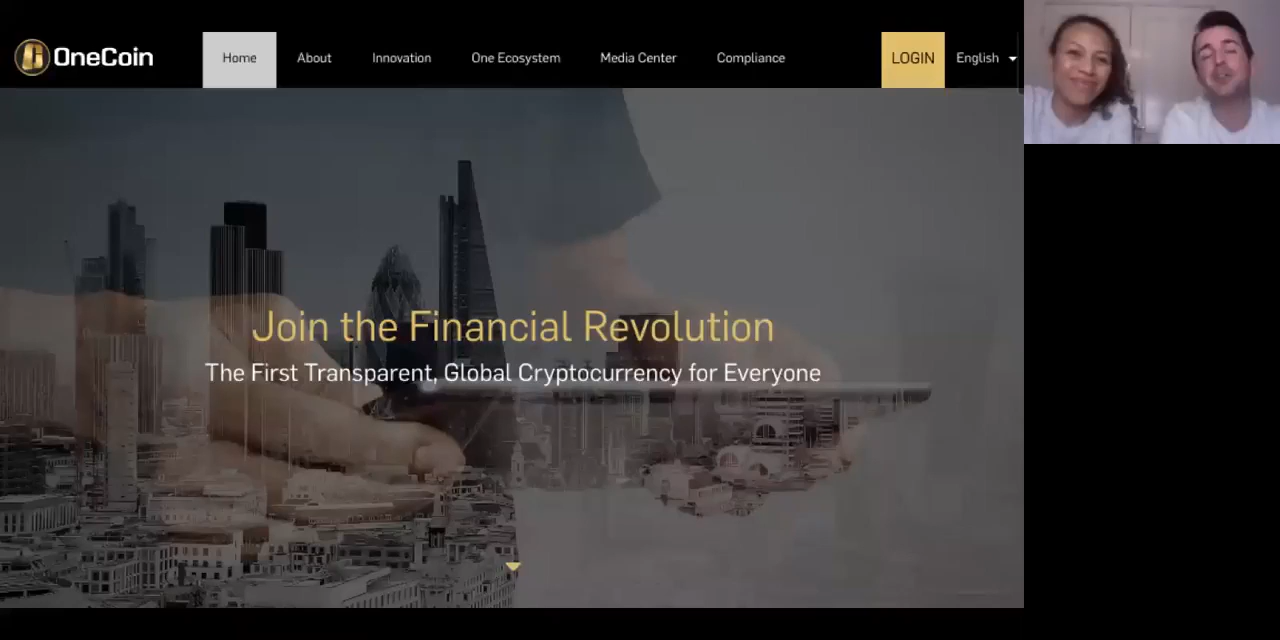 OneCoin
Home
About
Innovation
One Ecosystem
Media Center
Compliance
LOGIN
English
Join the Financial Revolution
The First Transparent, Global Cryptocurrency for Everyone